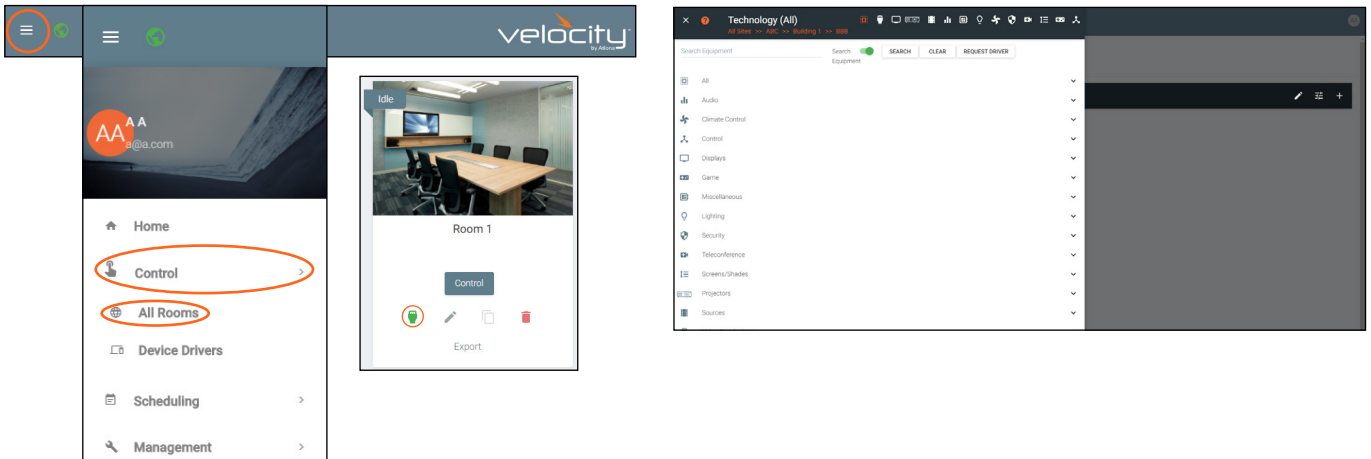 velocity
by Atlona
A A
AA
a@a.com
Home
Control
All Rooms
Device Drivers
Scheduling
Management
Idle
Room 1
Control
Export
Technology (All)
All Sites >> ABC >> Building 1 >> BBB
Search Equipment
Search Equipment
SEARCH
CLEAR
REQUEST DRIVER
All
Audio
Climate Control
Control
Displays
Game
Miscellaneous
Lighting
Security
Teleconference
Screens/Shades
Projectors
Sources